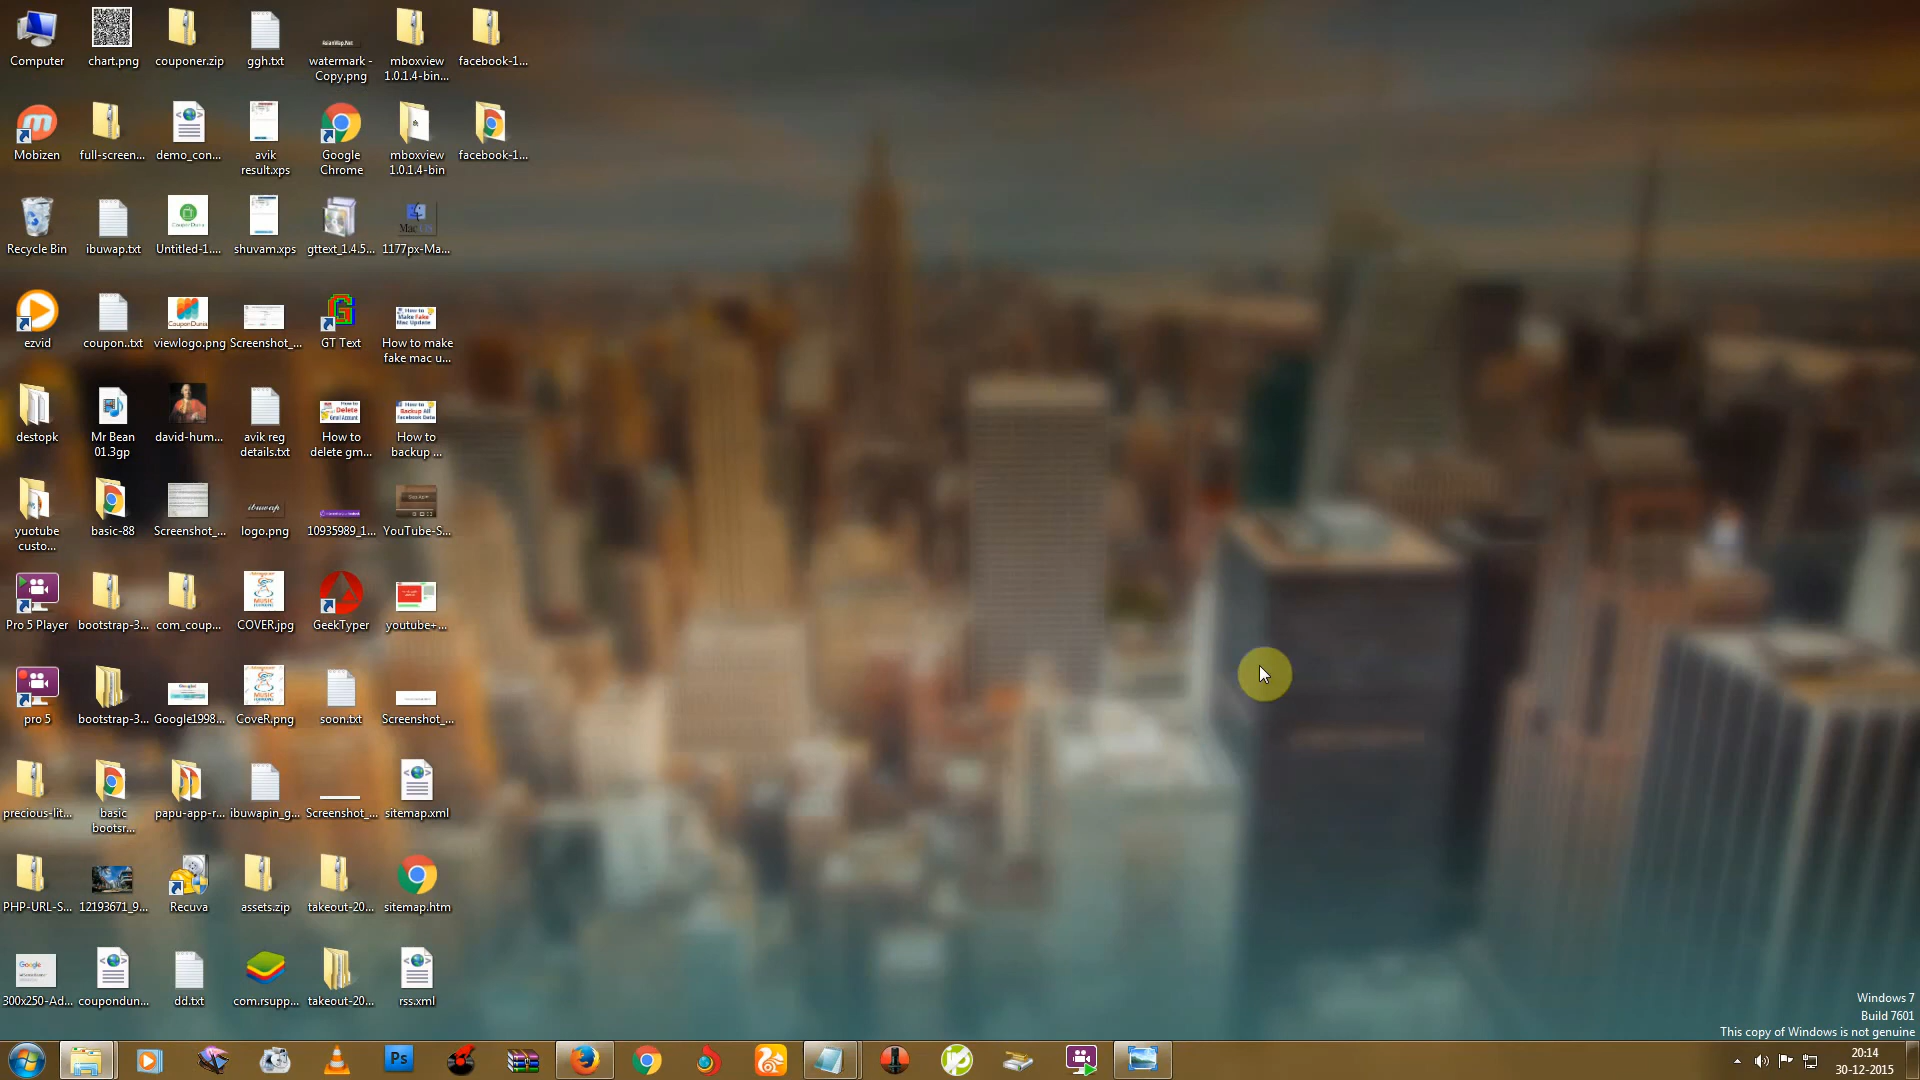 Computer
chart.png
couponer.zip
ggh.txt
watermark -
Copy.png
mboxview
1.0.1.4-bin...
facebook-1...
Mobizen
full-screen...
demo_con...
avik
result.xps
Google
Chrome
mboxview
1.0.1.4-bin
facebook-1...
Recycle Bin
ibuwap.txt
Untitled-1....
shuvam.xps
gttext_1.4.5...
1177px-Ma...
ezvid
coupon..txt
viewlogo.png
Screenshot_...
GT Text
How to make
fake mac u...
destopk
Mr Bean
01.3gp
david-hum...
avik reg
details.txt
How to
delete gm...
How to
backup ...
yuotube
custo...
basic-88
Screenshot_...
logo.png
10935989_1...
YouTube-S...
Pro 5 Player
bootstrap-3...
com_coup...
COVER.jpg
GeekTyper
youtube+...
pro 5
bootstrap-3...
Google1998...
CoveR.png
soon.txt
Screenshot_...
precious-lit...
basic
bootsr...
papu-app-r...
ibuwapin_g...
Screenshot_...
sitemap.xml
PHP-URL-S...
12193671_9...
Recuva
assets.zip
takeout-20...
sitemap.htm
300x250-Ad...
coupondun...
dd.txt
com.rsupp...
takeout-20...
rss.xml
Windows 7
Build 7601
This copy of Windows is not genuine
Ps
20:14
30-12-2015